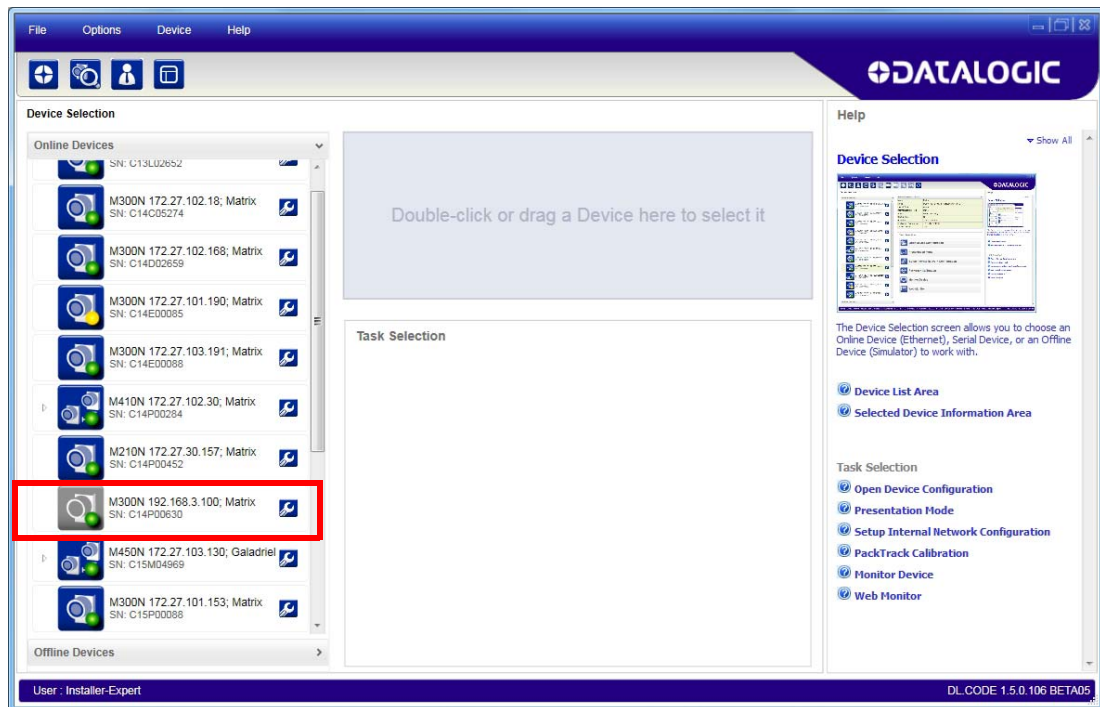 File Options Device Help
DATALOGIC
Device Selection
Online Devices
SN: C13L02652
M300N 172.27.102.18; Matrix
SN: C14C05274
M300N 172.27.102.168; Matrix
SN: C14D02659
M300N 172.27.101.190; Matrix
SN: C14E00085
M300N 172.27.103.191; Matrix
SN: C14E00086
M410N 172.27.102.30; Matrix
SN: C14P00284
M210N 172.27.30.157; Matrix
SN: C14P00452
M300N 192.168.3.100; Matrix
SN: C14P00630
M450N 172.27.103.130; Galadriel
SN: C15M04969
M300N 172.27.101.153; Matrix
SN: C15P00088
Offline Devices
Double-click or drag a Device here to select it
Task Selection
Help
Show All
Device Selection
The Device Selection screen allows you to choose an
Online Device (Ethernet), Serial Device, or an Offline
Device (Simulator) to work with.
Device List Area
Selected Device Information Area
Task Selection
Open Device Configuration
Presentation Mode
Setup Internal Network Configuration
PackTrack Calibration
Monitor Device
Web Monitor
User : Installer-Expert
DL.CODE 1.5.0.106 BETA05